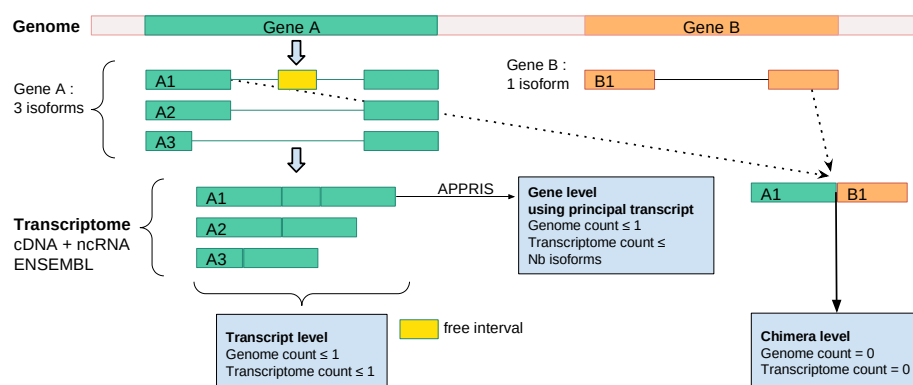 Genome
Gene A
Gene B
Gene A :
3 isoforms
A1
A2
A3
Gene B :
1 isoform
B1
Transcriptome
cDNA + ncRNA
ENSEMBL
A1
A2
A3
APPRIS
Gene level
using principal transcript
Genome count ≤ 1
Transcriptome count ≤
Nb isoforms
A1
B1
Transcript level
Genome count ≤ 1
Transcriptome count ≤ 1
free interval
Chimera level
Genome count = 0
Transcriptome count = 0